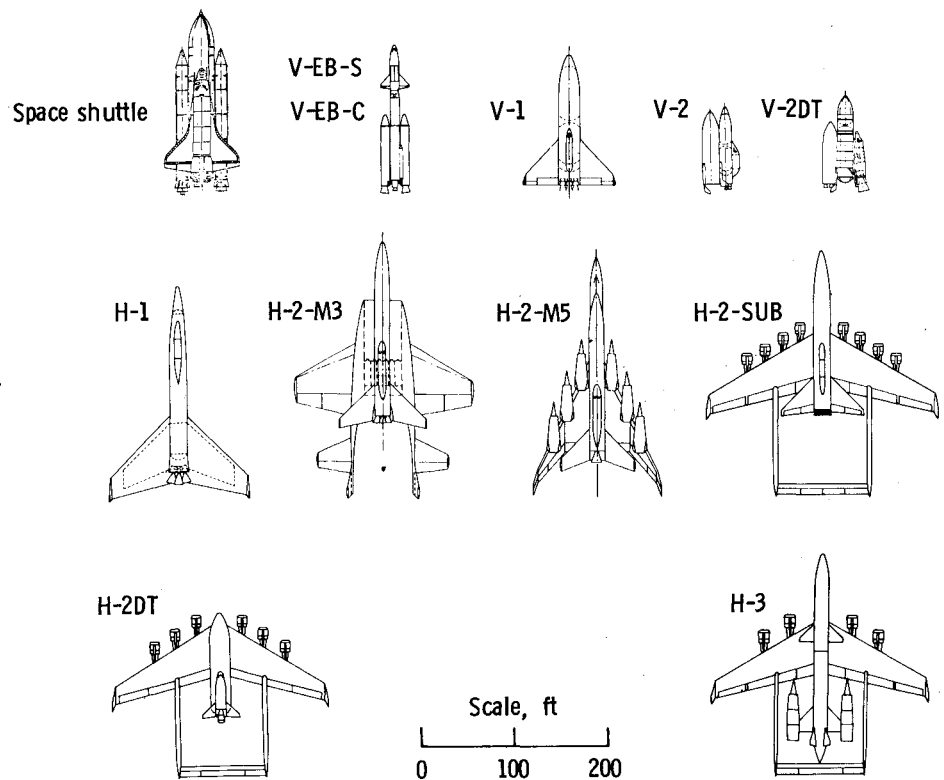 Space shuttle
V-EB-S
V-EB-C
V-1
V-2
V-2DT
H-1
H-2-M3
H-2-M5
H-2-SUB
H-2DT
H-3
Scale, ft
0 100 200